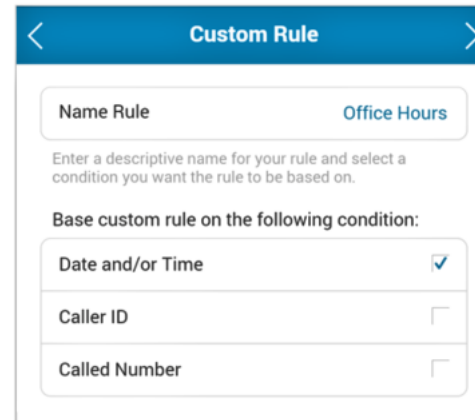 Custom Rule
Name Rule Office Hours
Enter a descriptive name for your rule and select a
condition you want the rule to be based on.
Base custom rule on the following condition:
Date and/or Time
Caller ID
Called Number